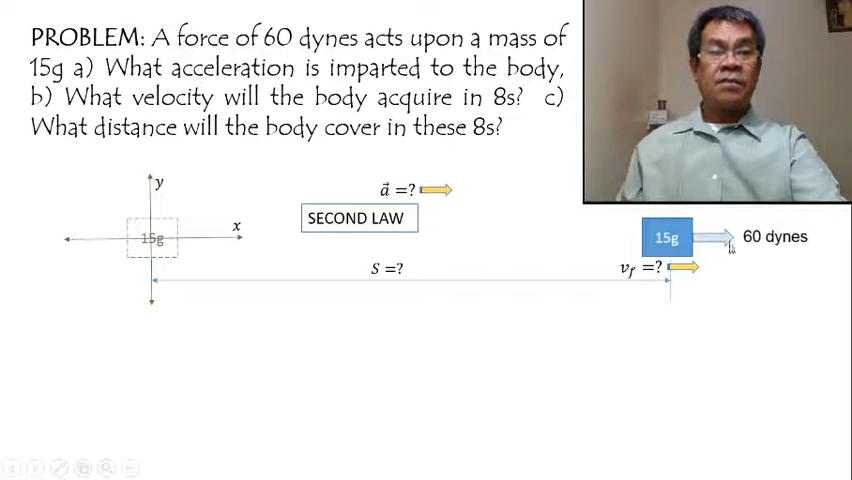 PROBLEM: A force of 60 dynes acts upon a mass of
15g a) What acceleration is imparted to the body,
b) What velocity will the body acquire in 8s? c)
What distance will the body cover in these 8s?
y
a⃗ =?
SECOND LAW
x
15g
15g
60 dynes
S =?
v_f =?